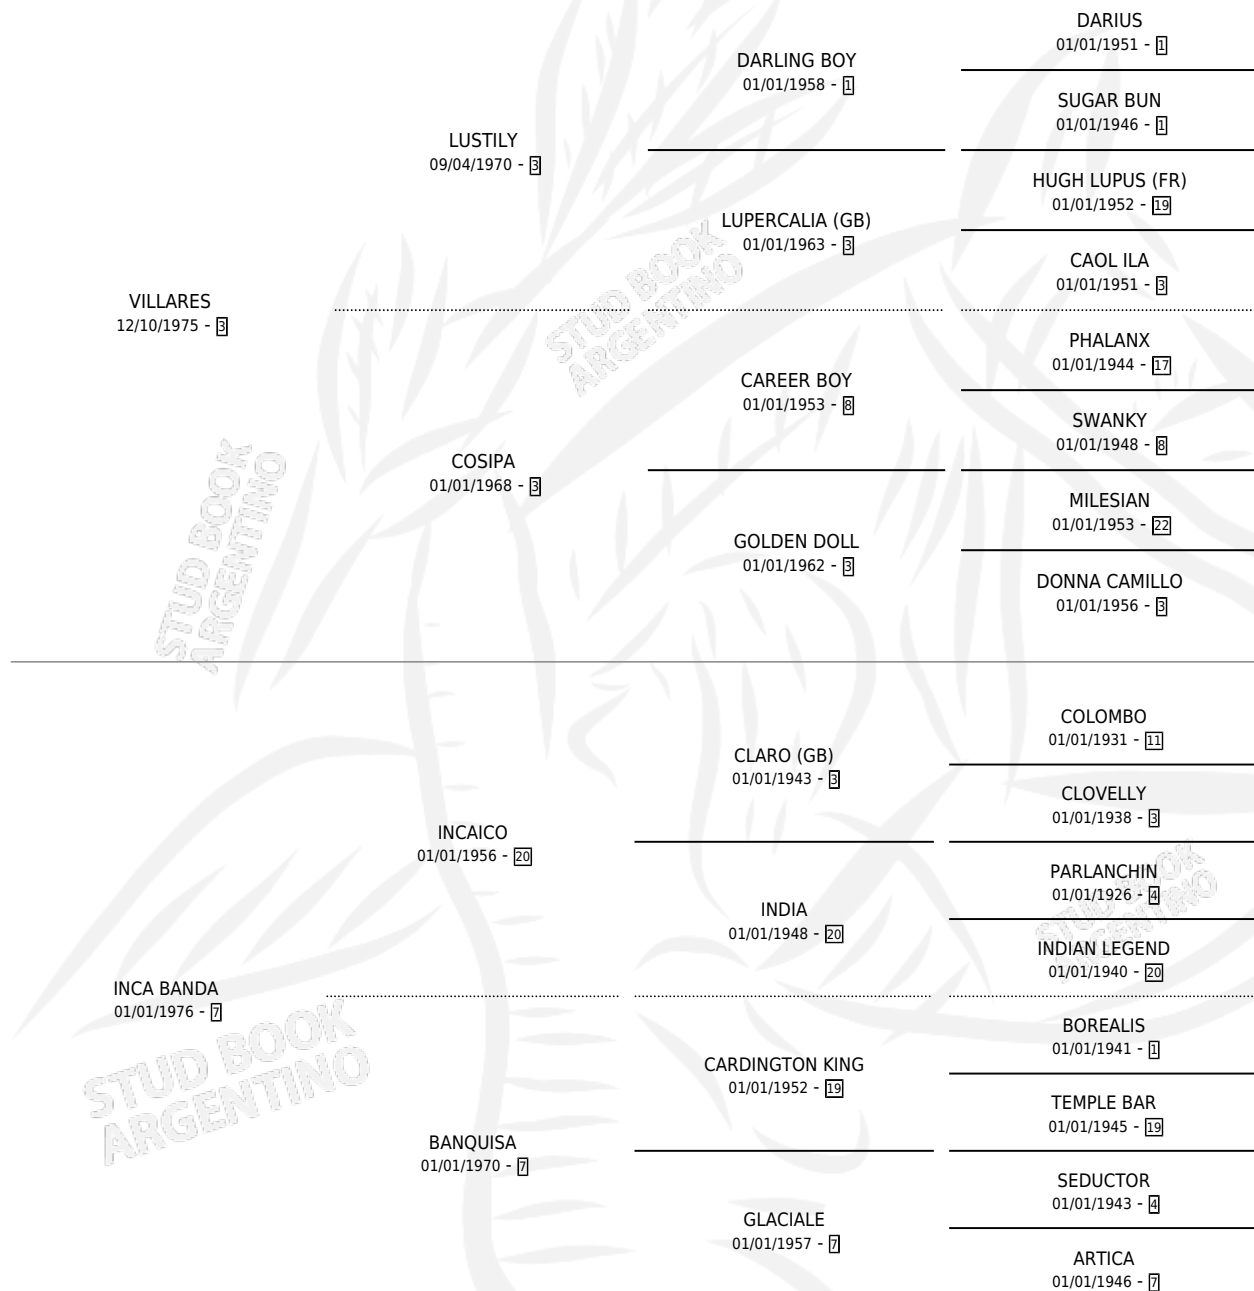 DARIUS
01/01/1951 - 1
DARLING BOY
01/01/1958 - 1
SUGAR BUN
01/01/1946 - 1
LUSTILY
09/04/1970 - 3
HUGH LUPUS (FR)
01/01/1952 - 19
LUPERCALIA (GB)
01/01/1963 - 3
CAOL ILA
01/01/1951 - 3
VILLARES
12/10/1975 - 3
PHALANX
01/01/1944 - 17
CAREER BOY
01/01/1953 - 8
SWANKY
01/01/1948 - 8
COSIPA
01/01/1968 - 3
MILESIAN
01/01/1953 - 22
GOLDEN DOLL
01/01/1962 - 3
DONNA CAMILLO
01/01/1956 - 3
COLOMBO
01/01/1931 - 11
CLARO (GB)
01/01/1943 - 3
CLOVELLY
01/01/1938 - 3
INCAICO
01/01/1956 - 20
PARLANCHIN
01/01/1926 - 4
INDIA
01/01/1948 - 20
INDIAN LEGEND
01/01/1940 - 20
INCA BANDA
01/01/1976 - 7
BOREALIS
01/01/1941 - 1
CARDINGTON KING
01/01/1952 - 19
TEMPLE BAR
01/01/1945 - 19
BANQUISA
01/01/1970 - 7
SEDUCTOR
01/01/1943 - 4
GLACIALE
01/01/1957 - 7
ARTICA
01/01/1946 - 7
STUD BOOK
ARGENTINO
STUD BOOK
ARGENTINO
STUD BOOK
ARGENTINO
STUD BOOK
ARGENTINO